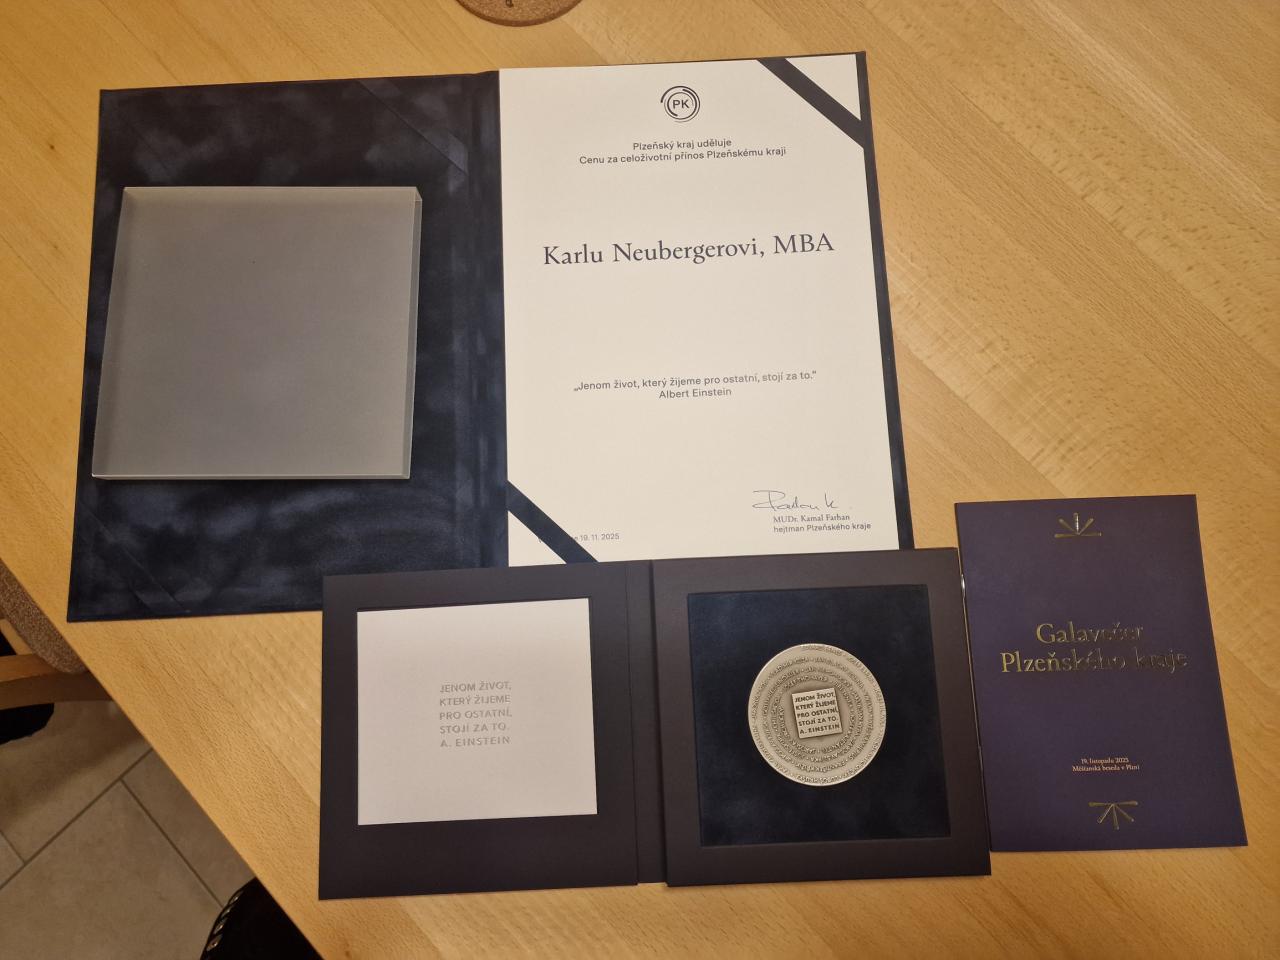 PK
Plzeňský kraj uděluje
Cenu za celoživotní přínos Plzeňskému kraji
Karlu Neubergerovi, MBA
„Jenom život, který žijeme pro ostatní, stojí za to.“
Albert Einstein
MUDr. Kamal Farhan
hejtman Plzeňského kraje
19. 11. 2025
JENOM ŽIVOT,
KTERÝ ŽIJEME
PRO OSTATNÍ,
STOJÍ ZA TO.
A. EINSTEIN
JENOM ŽIVOT,
KTERÝ ŽIJEME
PRO OSTATNÍ,
STOJÍ ZA TO.
A. EINSTEIN
Galavečer
Plzeňského kraje
19. listopadu 2025
Měšťanská beseda v Plzni